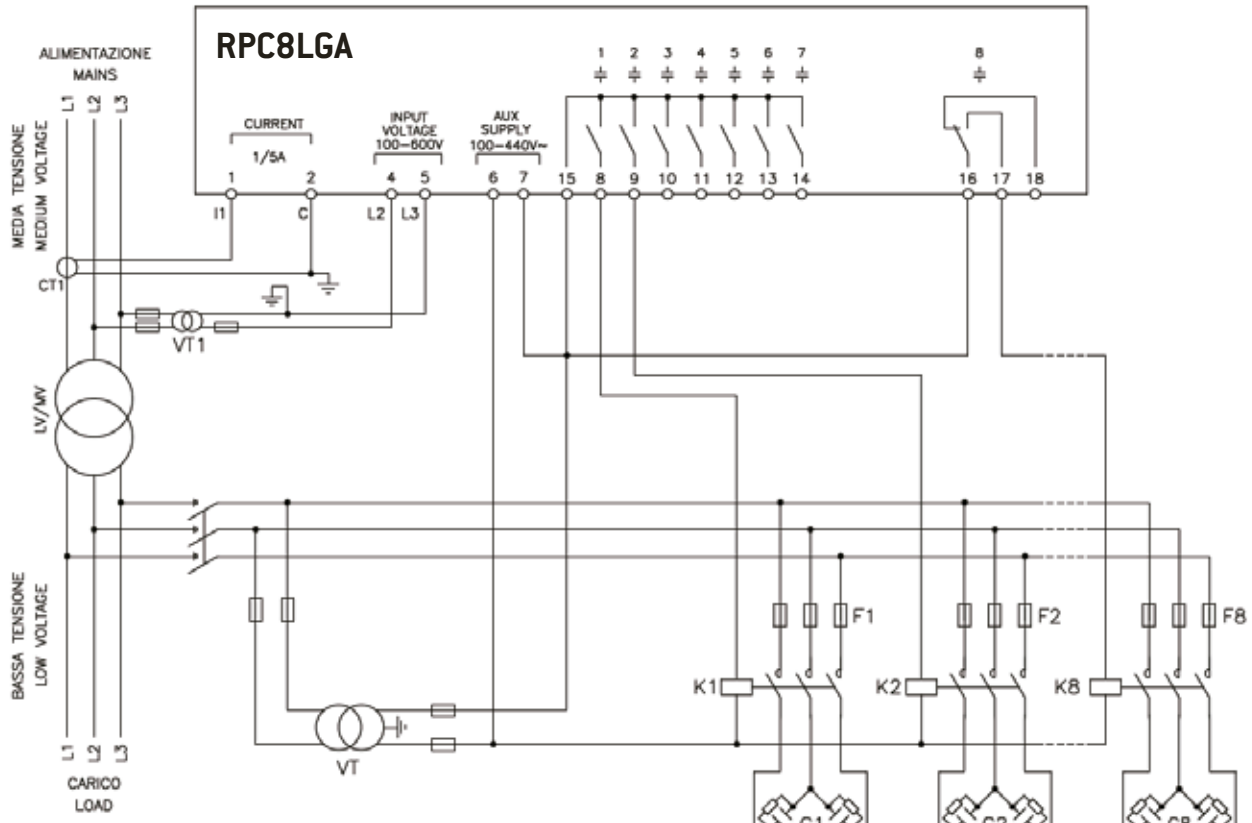 RPC8LGA
ALIMENTAZIONE
MAINS
L1 L2 L3
MEDIA TENSIONE
MEDIUM VOLTAGE
CURRENT
1/5A
INPUT
VOLTAGE
100-600V
AUX
SUPPLY
100-440V~
1 2 3 4 5 6 7 8
1 2 4 5 6 7 15 8 9 10 11 12 13 14 16 17 18
I1 C L2 L3
CT1
VT1
LV/MV
BASSA TENSIONE
LOW VOLTAGE
F1 F2 F8
K1 K2 K8
VT
L1 L2 L3
CARICO
LOAD
C1 C2 C8